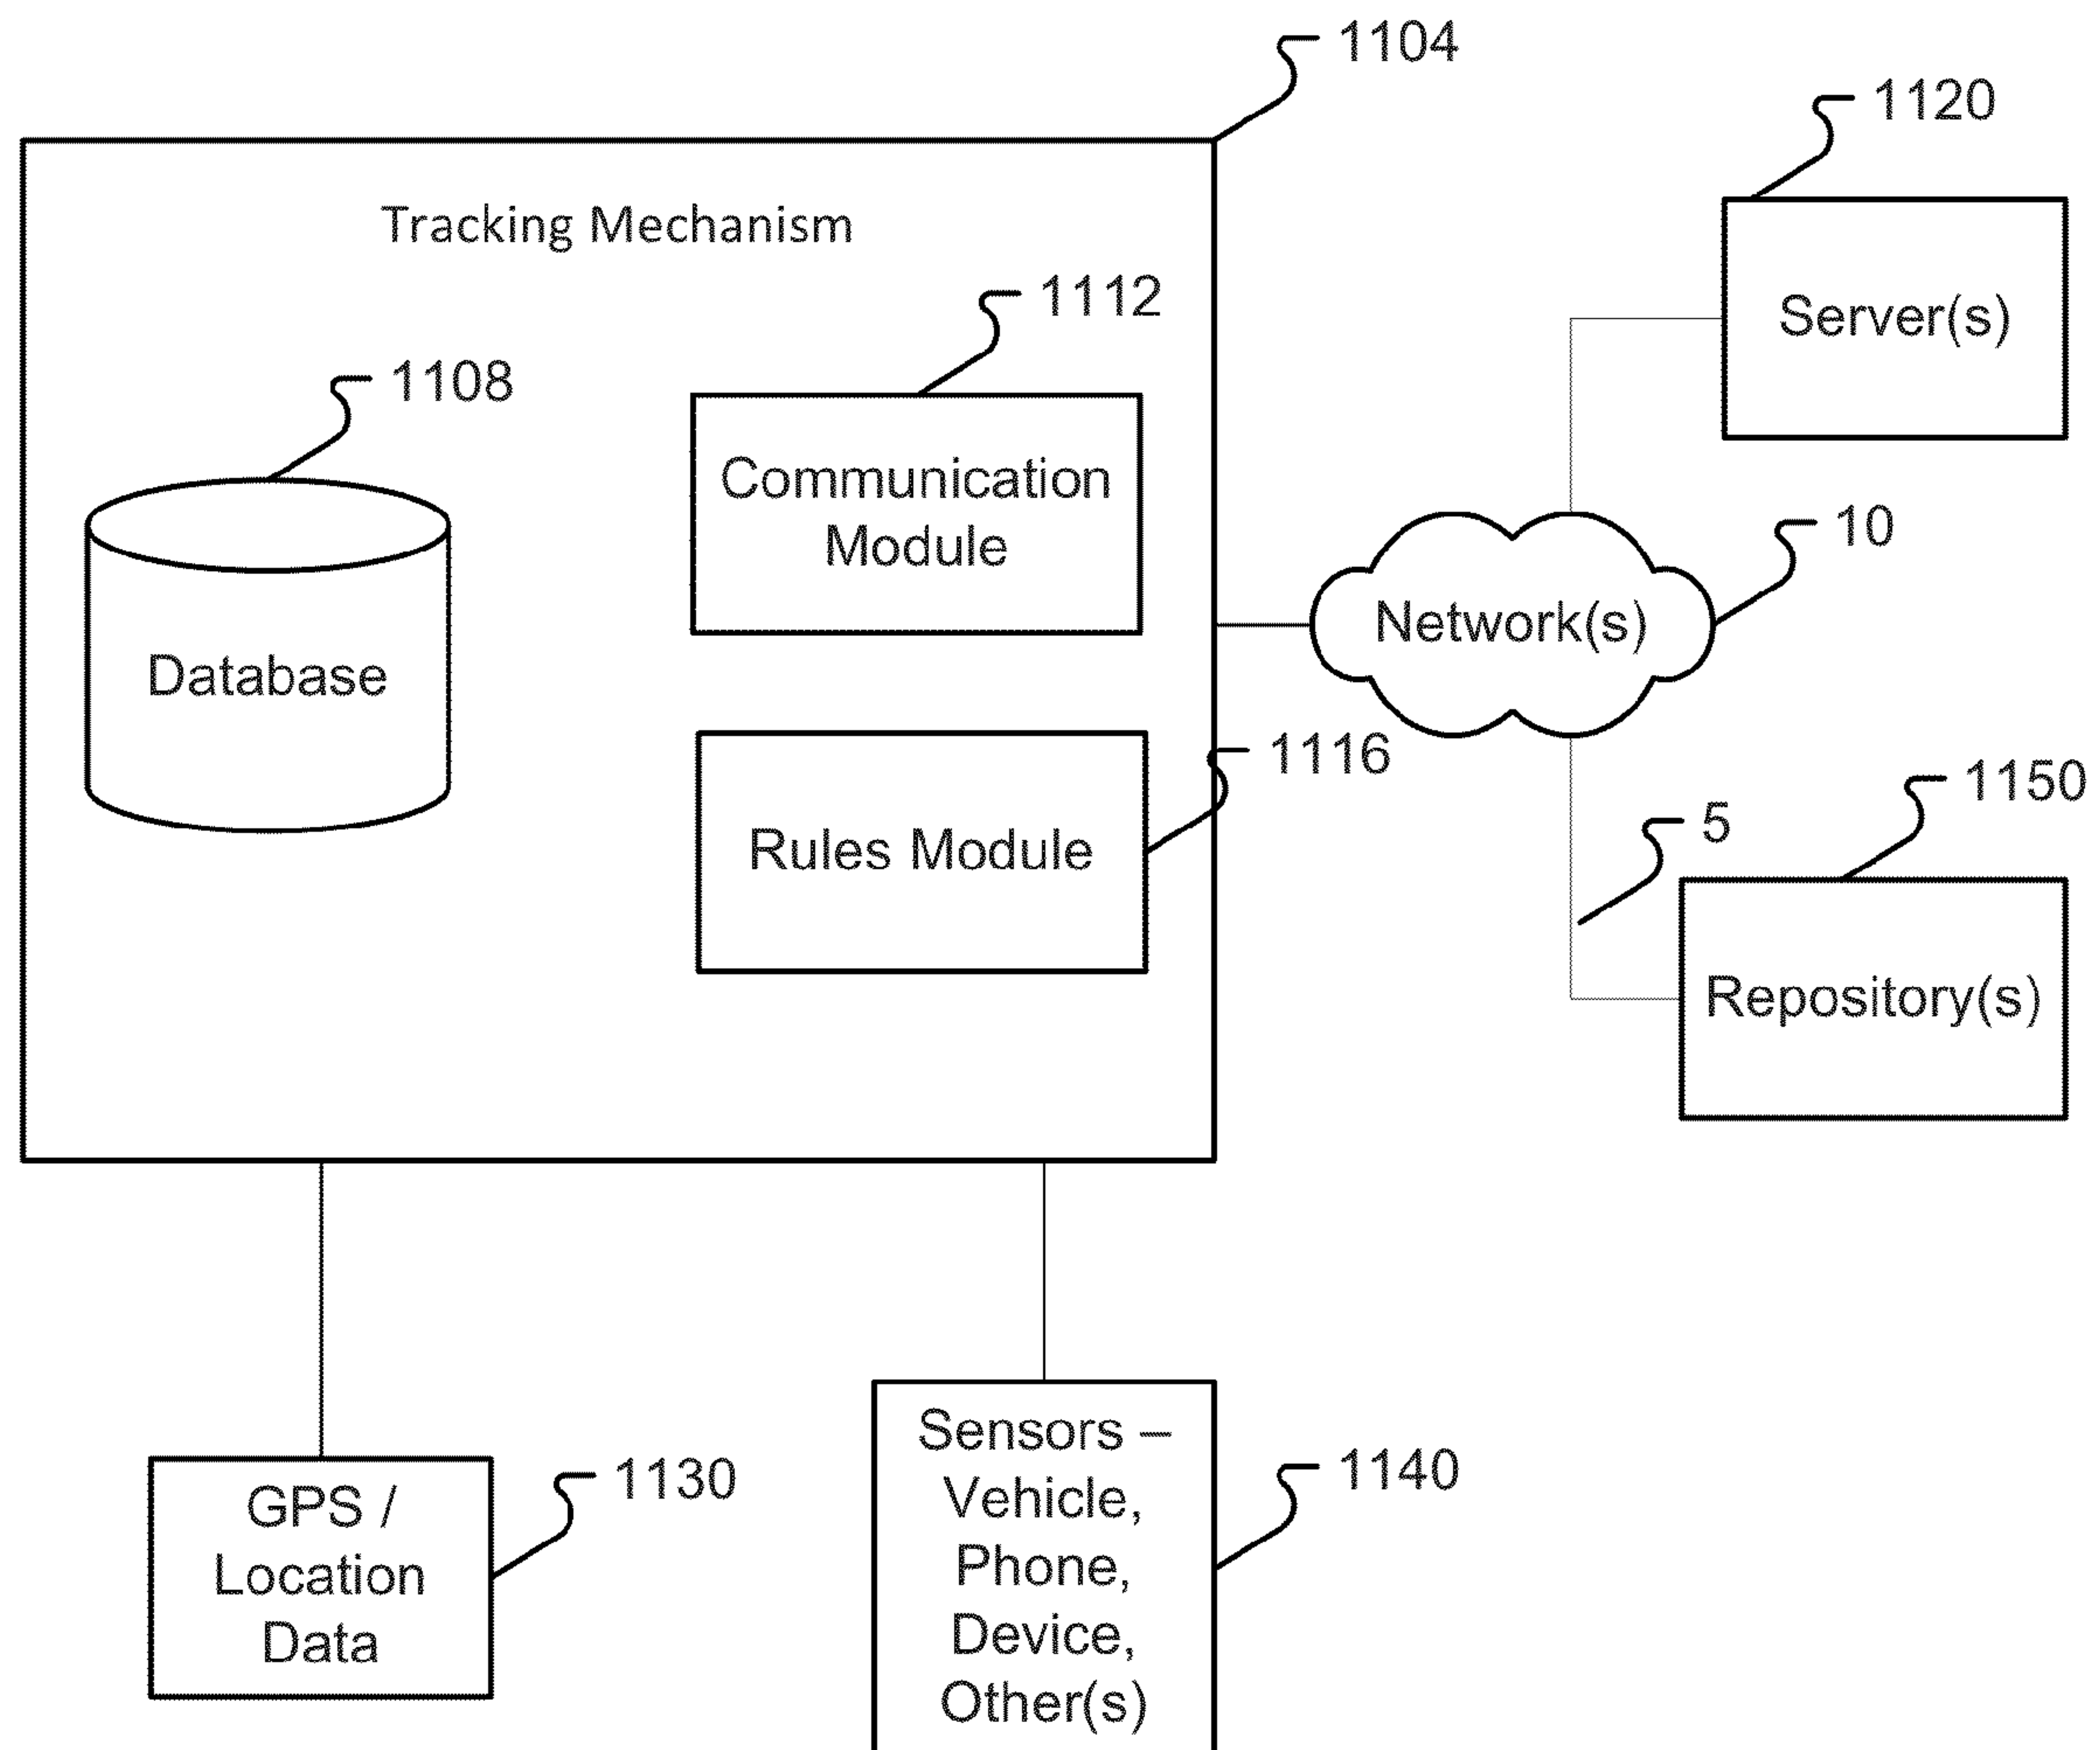 1104
1120
Tracking Mechanism
1112
Server(s)
1108
Communication
Module
10
Network(s)
Database
1116
1150
5
Rules Module
Repository(s)
1130
GPS /
Location
Data
1140
Sensors –
Vehicle,
Phone,
Device,
Other(s)